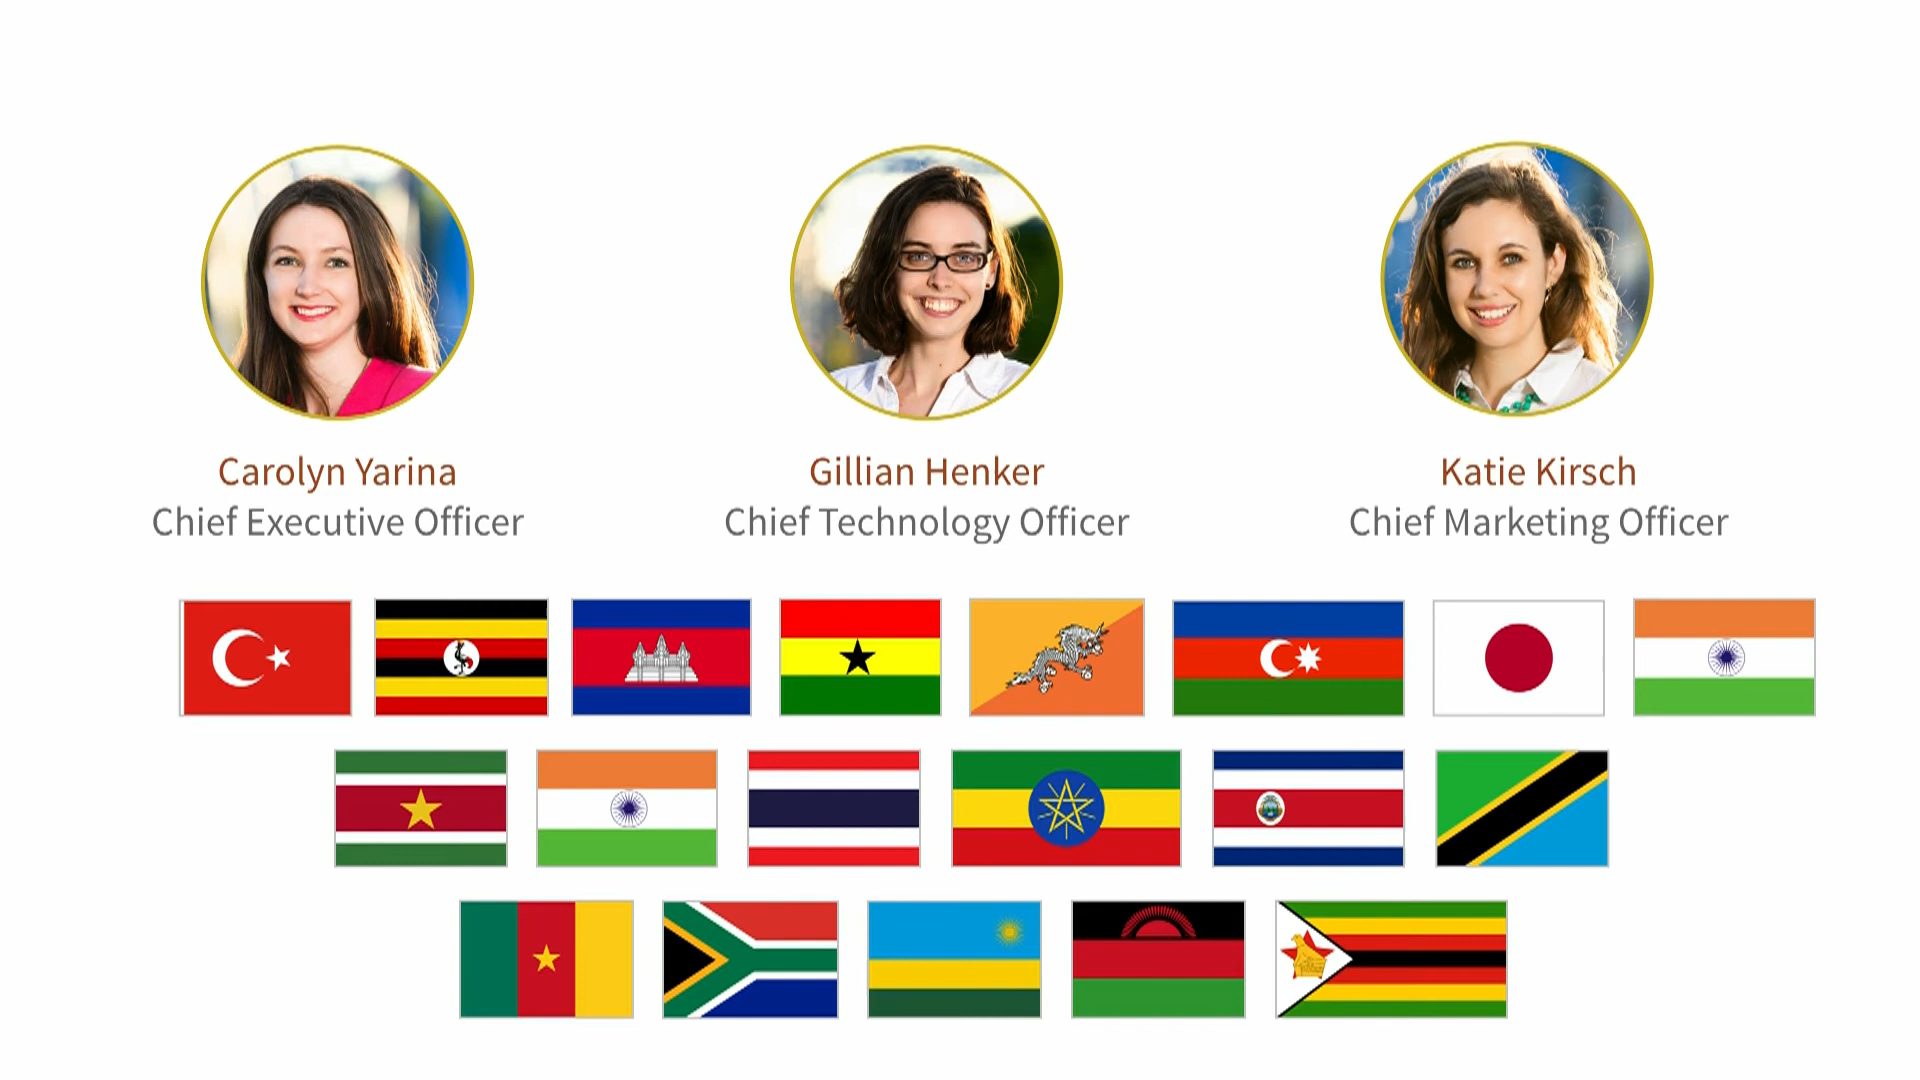 Carolyn Yarina
Chief Executive Officer
Gillian Henker
Chief Technology Officer
Katie Kirsch
Chief Marketing Officer